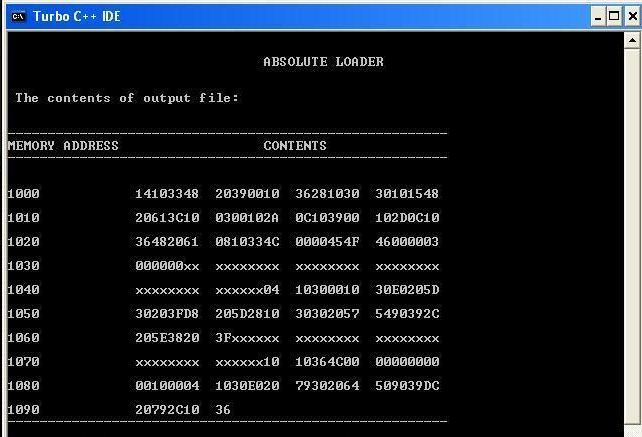 Turbo C++ IDE
ABSOLUTE LOADER
The contents of output file:
MEMORY ADDRESS CONTENTS
1000 14103348 20390010 36281030 30101548
1010 20613C10 0300102A 0C103900 102D0C10
1020 36482061 0810334C 0000454F 46000003
1030 000000xx xxxxxxxx xxxxxxxx xxxxxxxx
1040 xxxxxxxx xxxxxx04 10300010 30E0205D
1050 30203FD8 205D2810 30302057 5490392C
1060 205E3820 3Fxxxxxx xxxxxxxx xxxxxxxx
1070 xxxxxxxx xxxxxx10 10364C00 00000000
1080 00100004 1030E020 79302064 509039DC
1090 20792C10 36